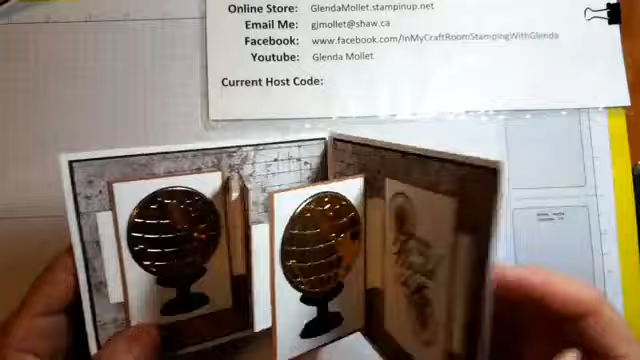 Online Store: GlendaMollet.stampinup.net
Email Me: gjmollet@shaw.ca
Facebook: www.facebook.com/InMyCraftRoomStampingWithGlenda
Youtube: Glenda Mollet
Current Host Code: